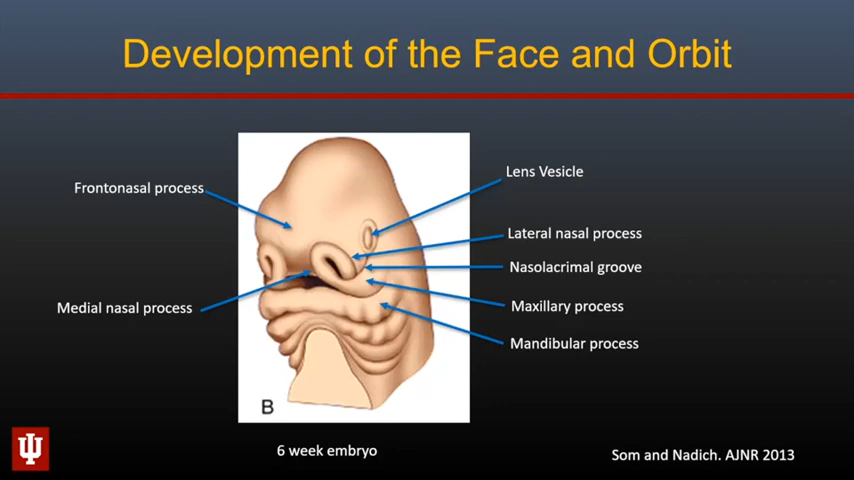 Development of the Face and Orbit
Frontonasal process
Medial nasal process
Lens Vesicle
Lateral nasal process
Nasolacrimal groove
Maxillary process
Mandibular process
B
6 week embryo
Som and Nadich. AJNR 2013